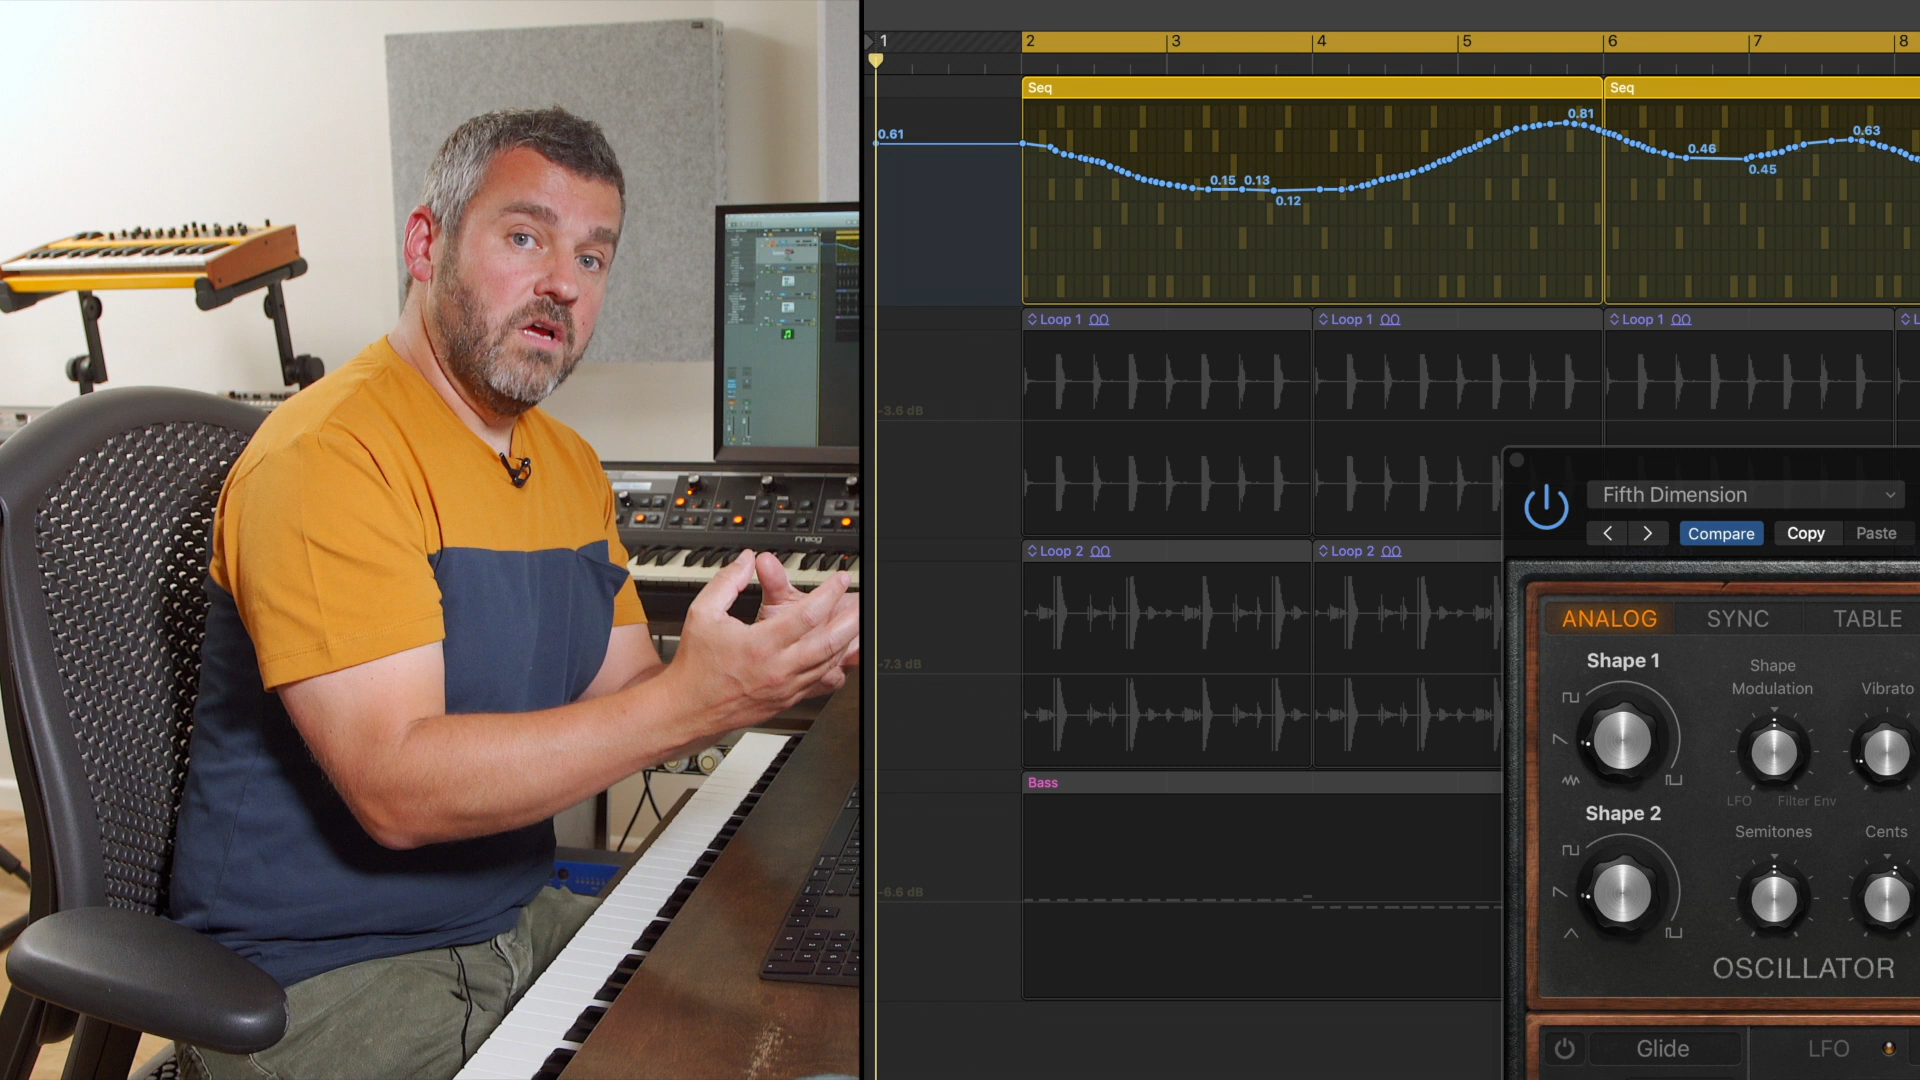 moog
1 2 3 4 5 6 7 8
Seq Seq
0.61
0.15 0.13
0.12
0.81
0.46
0.45
0.63
Loop 1 Loop 1 Loop 1 L
-3.6 dB
Loop 2 Loop 2
-7.3 dB
Bass
-6.6 dB
Fifth Dimension
Compare Copy Paste
ANALOG SYNC TABLE
Shape 1
Shape
Modulation
Vibrato
LFO Filter Env
Shape 2
Semitones
Cents
OSCILLATOR
Glide LFO